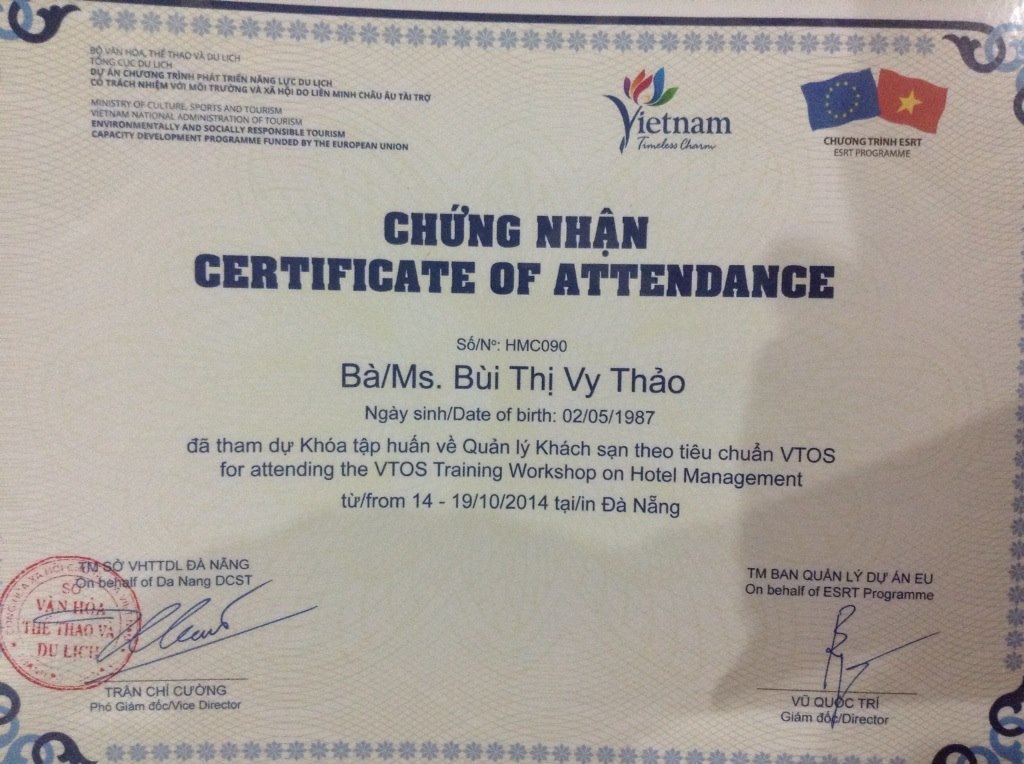 BỘ VĂN HÓA, THỂ THAO VÀ DU LỊCH
TỔNG CỤC DU LỊCH
DỰ ÁN CHƯƠNG TRÌNH PHÁT TRIỂN NĂNG LỰC DU LỊCH
CÓ TRÁCH NHIỆM VỚI MÔI TRƯỜNG VÀ XÃ HỘI DO LIÊN MINH CHÂU ÂU TÀI TRỢ
MINISTRY OF CULTURE, SPORTS AND TOURISM
VIETNAM NATIONAL ADMINISTRATION OF TOURISM
ENVIRONMENTALLY AND SOCIALLY RESPONSIBLE TOURISM
CAPACITY DEVELOPMENT PROGRAMME FUNDED BY THE EUROPEAN UNION
Vietnam
Timeless Charm
CHƯƠNG TRÌNH ESRT
ESRT PROGRAMME
CHỨNG NHẬN
CERTIFICATE OF ATTENDANCE
Số/Nº: HMC090
Bà/Ms. Bùi Thị Vy Thảo
Ngày sinh/Date of birth: 02/05/1987
đã tham dự Khóa tập huấn về Quản lý Khách sạn theo tiêu chuẩn VTOS
for attending the VTOS Training Workshop on Hotel Management
từ/from 14 - 19/10/2014 tại/in Đà Nẵng
TM SỞ VHTTDL ĐÀ NẴNG
On behalf of Da Nang DCST
SỞ
VĂN HÓA
THỂ THAO VÀ
DU LỊCH
TRẦN CHÍ CƯỜNG
Phó Giám đốc/Vice Director
TM BAN QUẢN LÝ DỰ ÁN EU
On behalf of ESRT Programme
VŨ QUỐC TRÍ
Giám đốc/Director